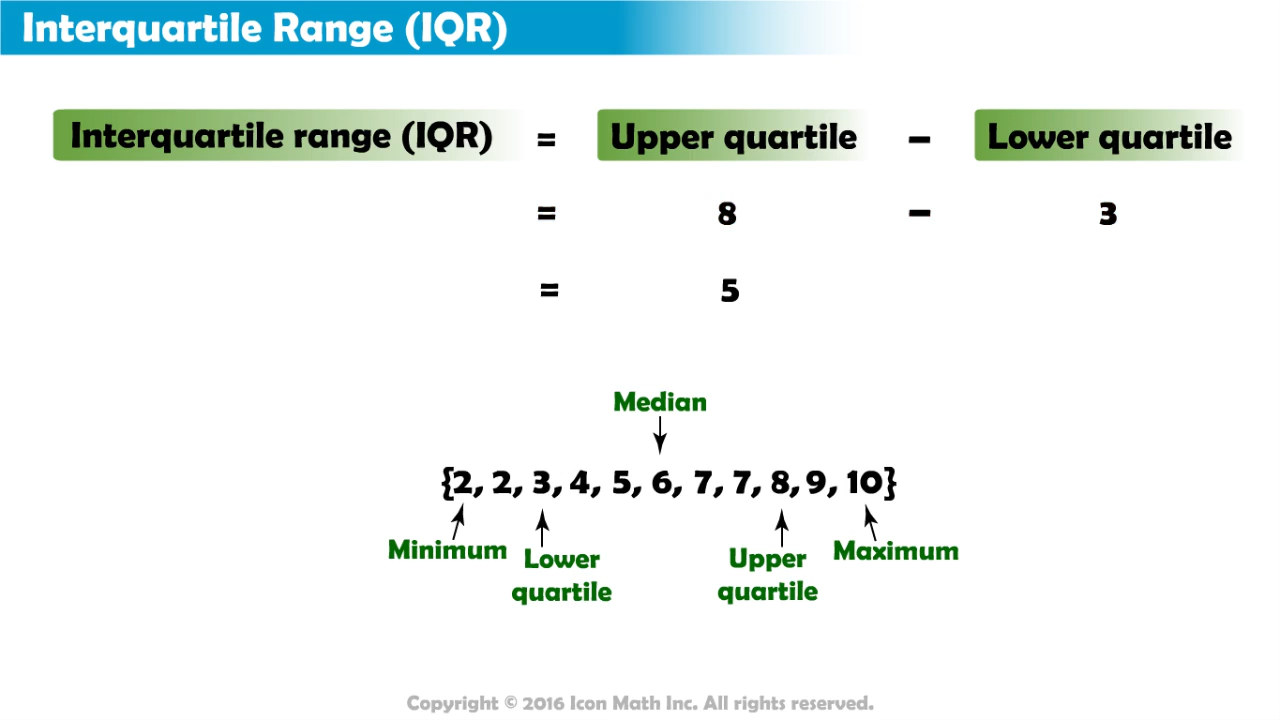 Interquartile Range (IQR)
Interquartile range (IQR) = Upper quartile – Lower quartile
= 8 – 3
= 5
Median
{2, 2, 3, 4, 5, 6, 7, 7, 8, 9, 10}
Minimum Lower quartile Upper quartile Maximum
Copyright © 2016 Icon Math Inc. All rights reserved.